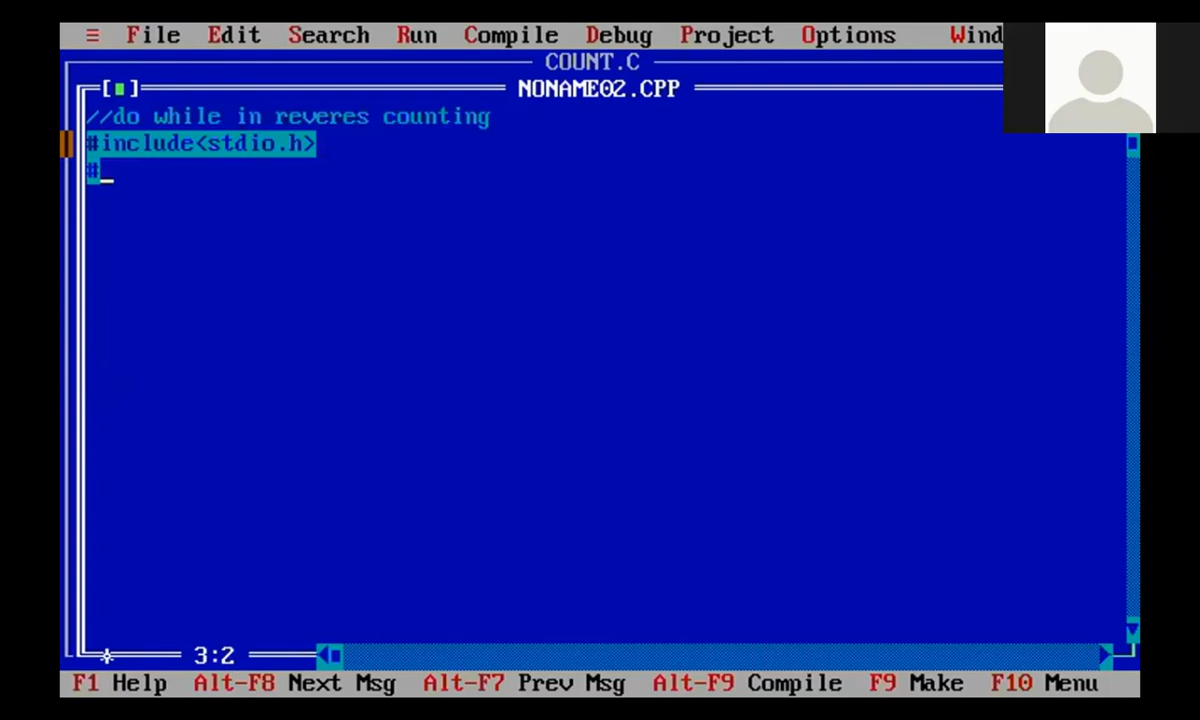 ≡ File Edit Search Run Compile Debug Project Options Wind
COUNT.C
[■] NONAME02.CPP
//do while in reveres counting
#include<stdio.h>
#_
3:2
F1 Help Alt-F8 Next Msg Alt-F7 Prev Msg Alt-F9 Compile F9 Make F10 Menu